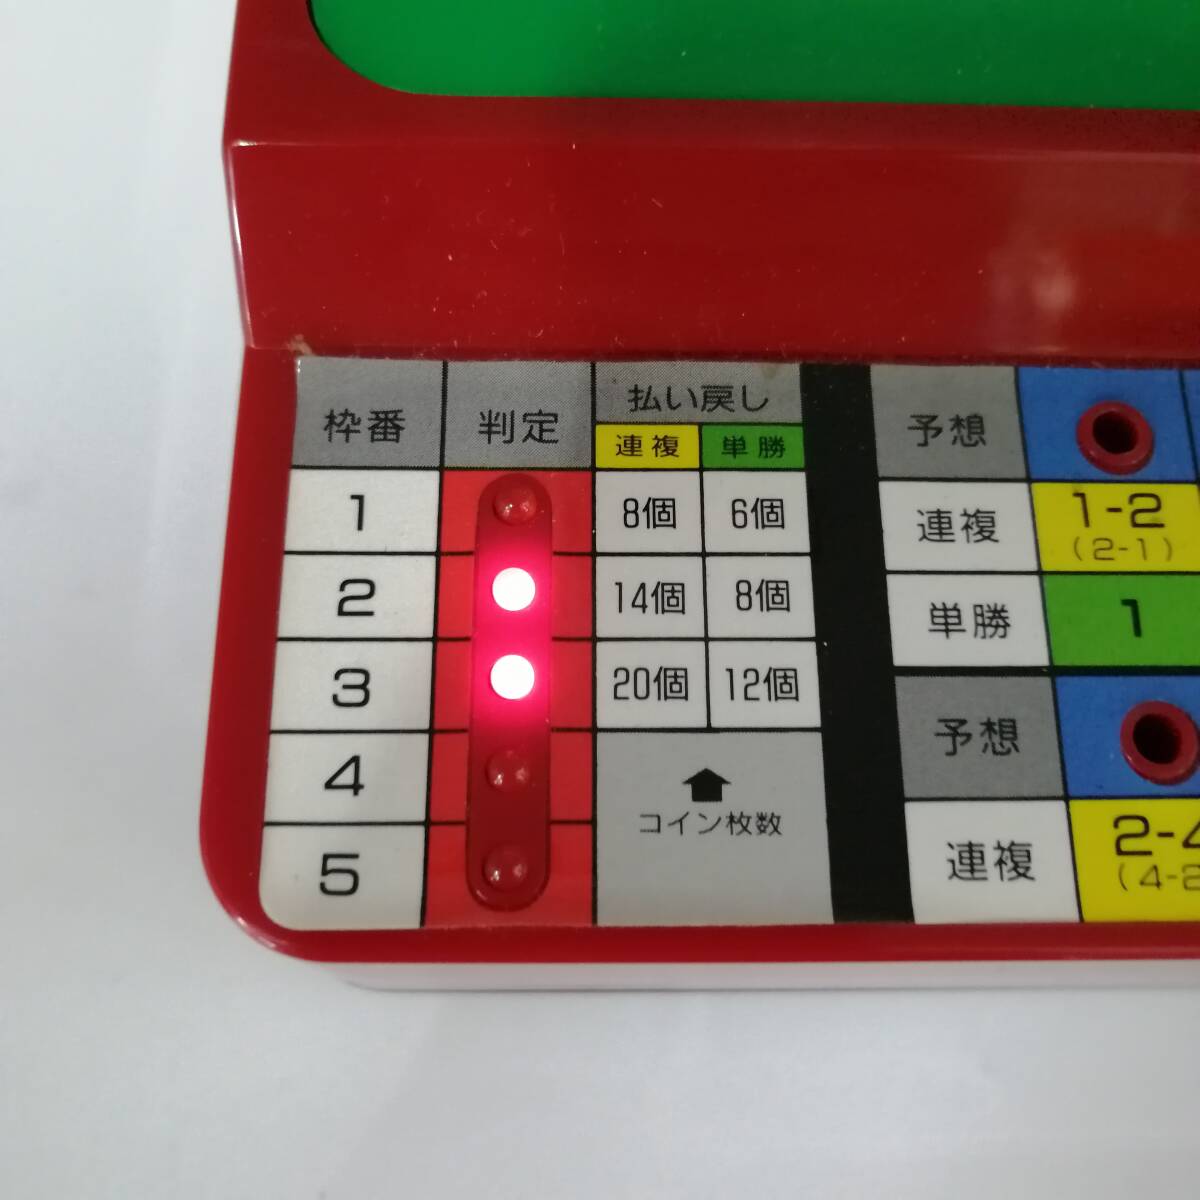 枠番 判定 払い戻し
連複 単勝
1 8個 6個
2 14個 8個
3 20個 12個
4
5
コイン枚数
予想
連複 1-2
(2-1)
単勝 1
予想
連複